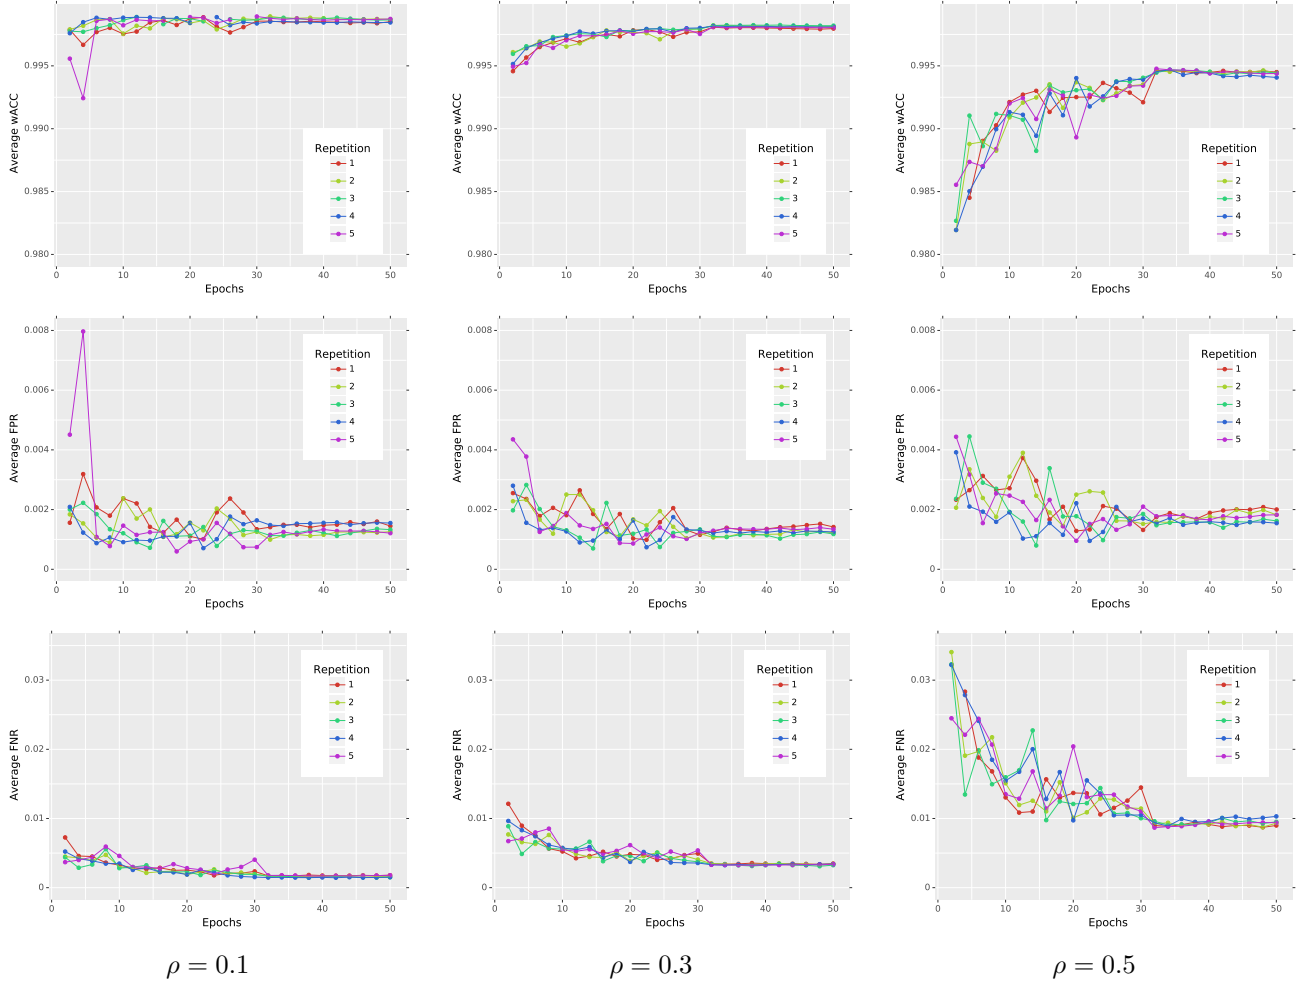 Average wACC
0.995
0.990
0.985
0.980
0 10 20 30 40 50
Epochs
Repetition
1
2
3
4
5
Average wACC
0.995
0.990
0.985
0.980
0 10 20 30 40 50
Epochs
Repetition
1
2
3
4
5
Average wACC
0.995
0.990
0.985
0.980
0 10 20 30 40 50
Epochs
Repetition
1
2
3
4
5
Average FPR
0.008
0.006
0.004
0.002
0
0 10 20 30 40 50
Epochs
Repetition
1
2
3
4
5
Average FPR
0.008
0.006
0.004
0.002
0
0 10 20 30 40 50
Epochs
Repetition
1
2
3
4
5
Average FPR
0.008
0.006
0.004
0.002
0
0 10 20 30 40 50
Epochs
Repetition
1
2
3
4
5
Average FNR
0.03
0.02
0.01
0
0 10 20 30 40 50
Epochs
Repetition
1
2
3
4
5
Average FNR
0.03
0.02
0.01
0
0 10 20 30 40 50
Epochs
Repetition
1
2
3
4
5
Average FNR
0.03
0.02
0.01
0
0 10 20 30 40 50
Epochs
Repetition
1
2
3
4
5
ρ = 0.1
ρ = 0.3
ρ = 0.5